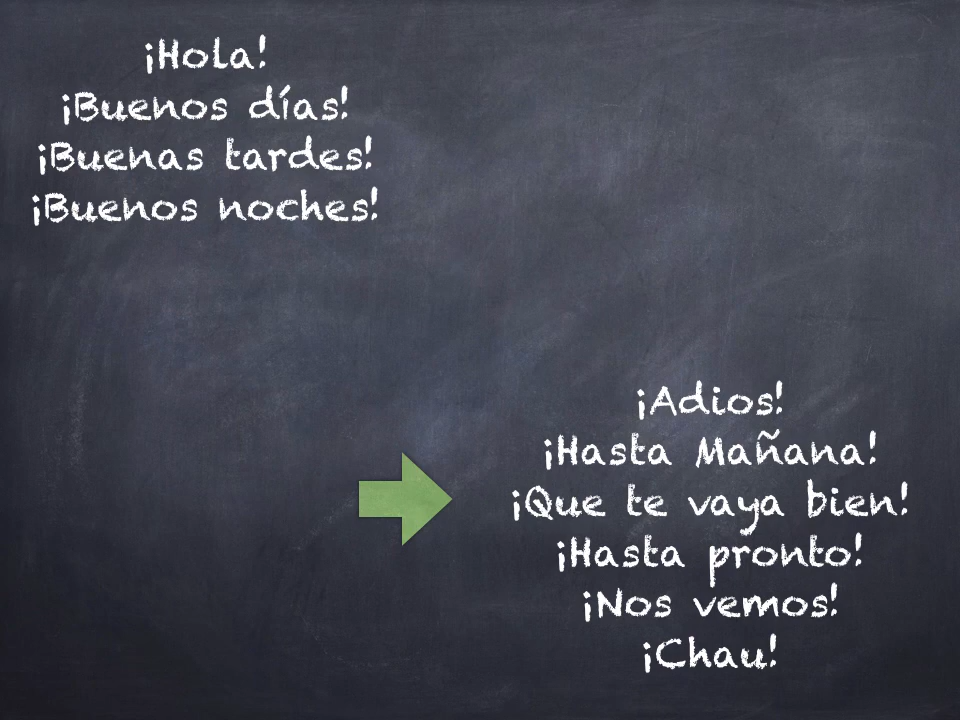 ¡Hola!
¡Buenos días!
¡Buenas tardes!
¡Buenos noches!
¡Adios!
¡Hasta Mañana!
¡Que te vaya bien!
¡Hasta pronto!
¡Nos vemos!
¡Chau!